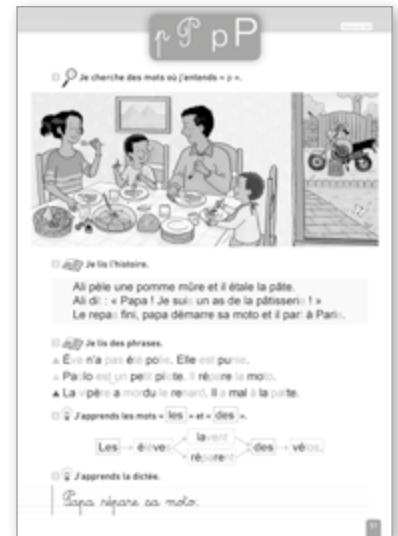 p P p P
Je cherche des mots où j'entends « p ».
Je lis l'histoire.
Ali pèle une pomme mûre et il étale la pâte.
Ali dit : « Papa ! Je suis un as de la pâtisserie ! »
Le repas fini, papa démarre sa moto et il part à Paris.
Je lis des phrases.
Éva n'a pas été polie. Elle est punie.
Pablo est un petit pilote. Il répare la moto.
La vipère a mordu le renard. Il a mal à la patte.
J'apprends les mots « les » et « des ».
Les élèves lavent des vélos.
réparent
J'apprends la dictée.
Papa répare sa moto.